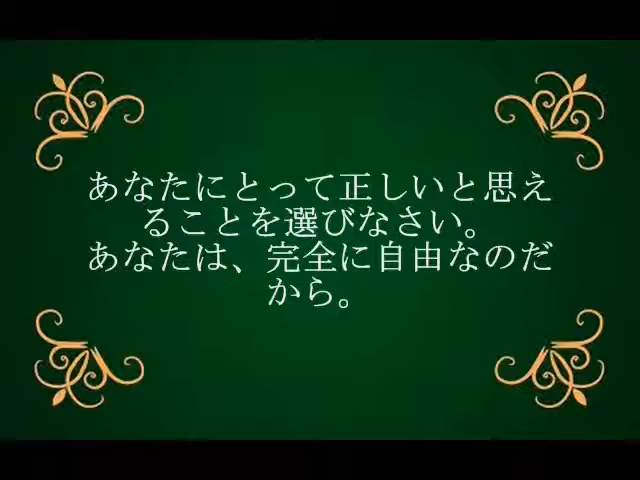 あなたにとって正しいと思え
ることを選びなさい。
あなたは、完全に自由なのだ
から。